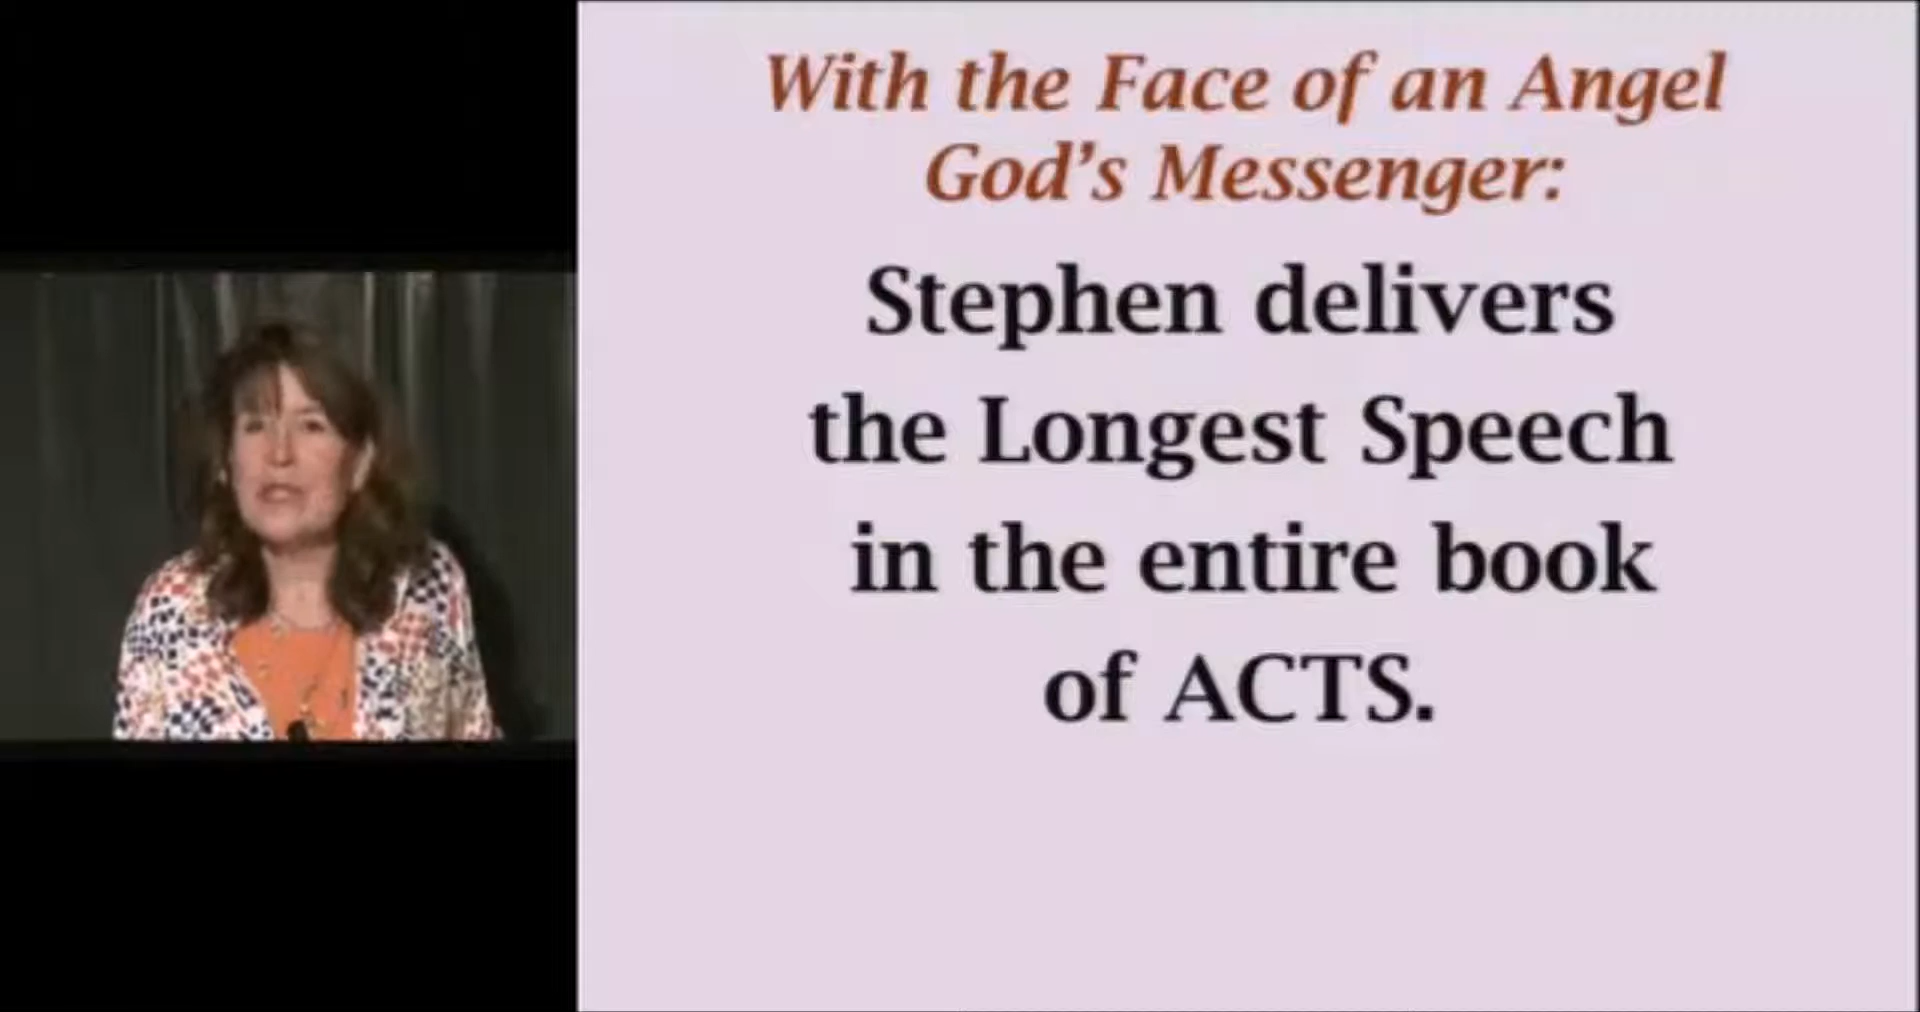 With the Face of an Angel
God's Messenger:
Stephen delivers
the Longest Speech
in the entire book
of ACTS.